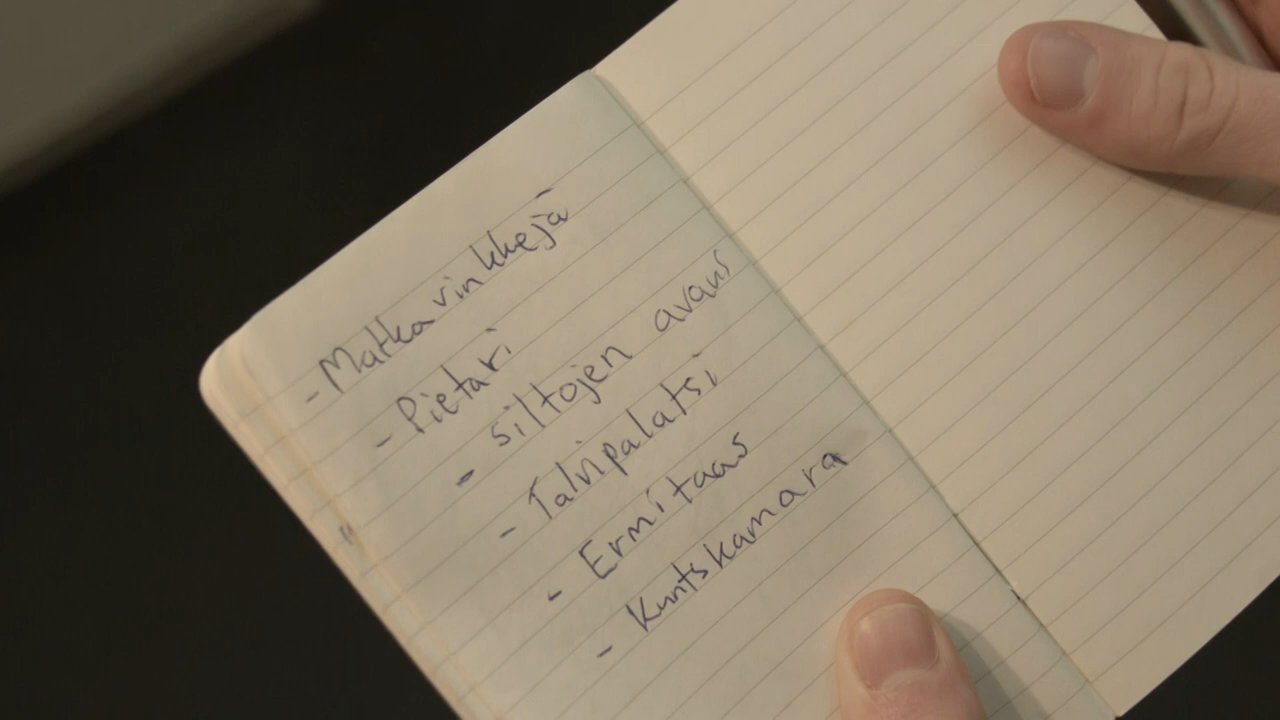 - Matkavinkkejä
- Pietari
- siltojen avaus
- Talvipalatsi
- Ermitaas
- Kuntskamara